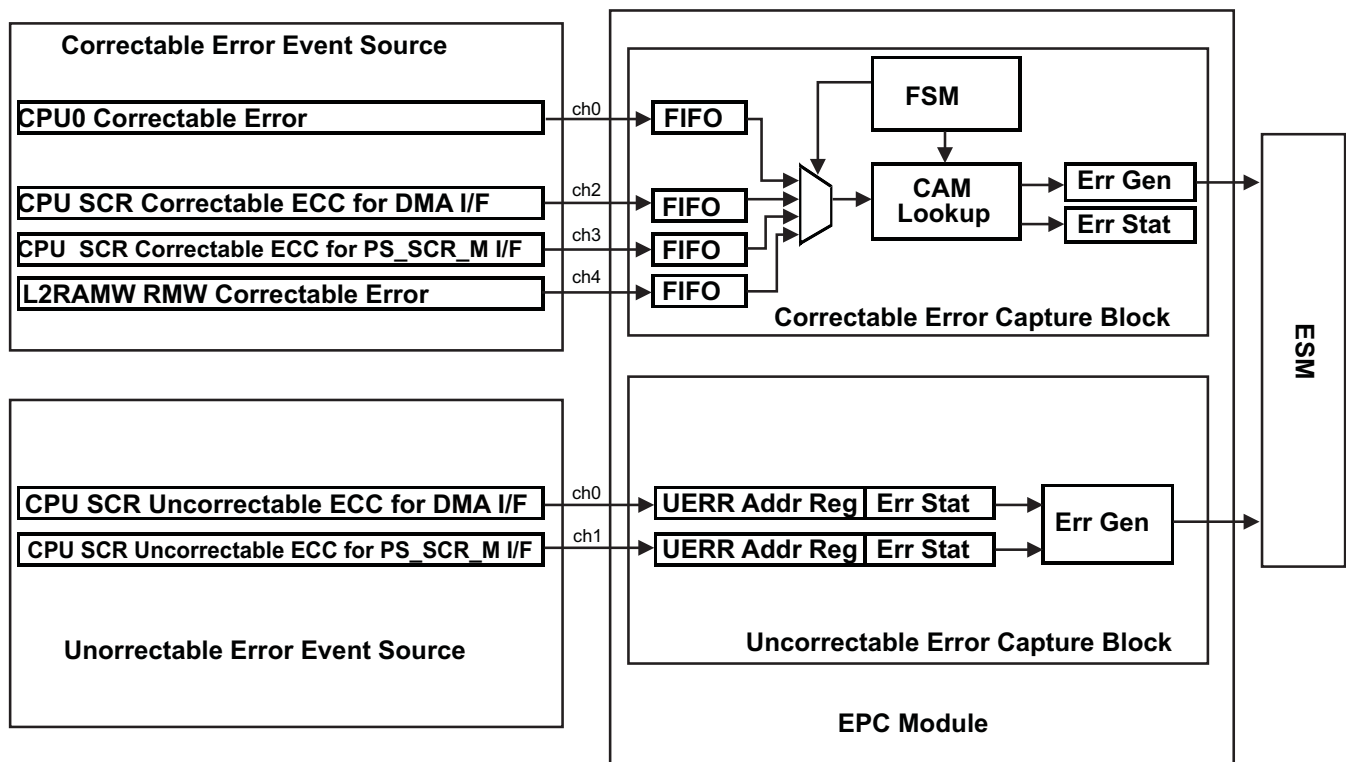 Correctable Error Event Source
CPU0 Correctable Error
CPU SCR Correctable ECC for DMA I/F
CPU SCR Correctable ECC for PS_SCR_M I/F
L2RAMW RMW Correctable Error
ch0
ch2
ch3
ch4
FIFO
FIFO
FIFO
FIFO
FSM
CAM
Lookup
Err Gen
Err Stat
Correctable Error Capture Block
CPU SCR Uncorrectable ECC for DMA I/F
CPU SCR Uncorrectable ECC for PS_SCR_M I/F
Unorrectable Error Event Source
ch0
ch1
UERR Addr Reg
Err Stat
UERR Addr Reg
Err Stat
Err Gen
Uncorrectable Error Capture Block
EPC Module
ESM